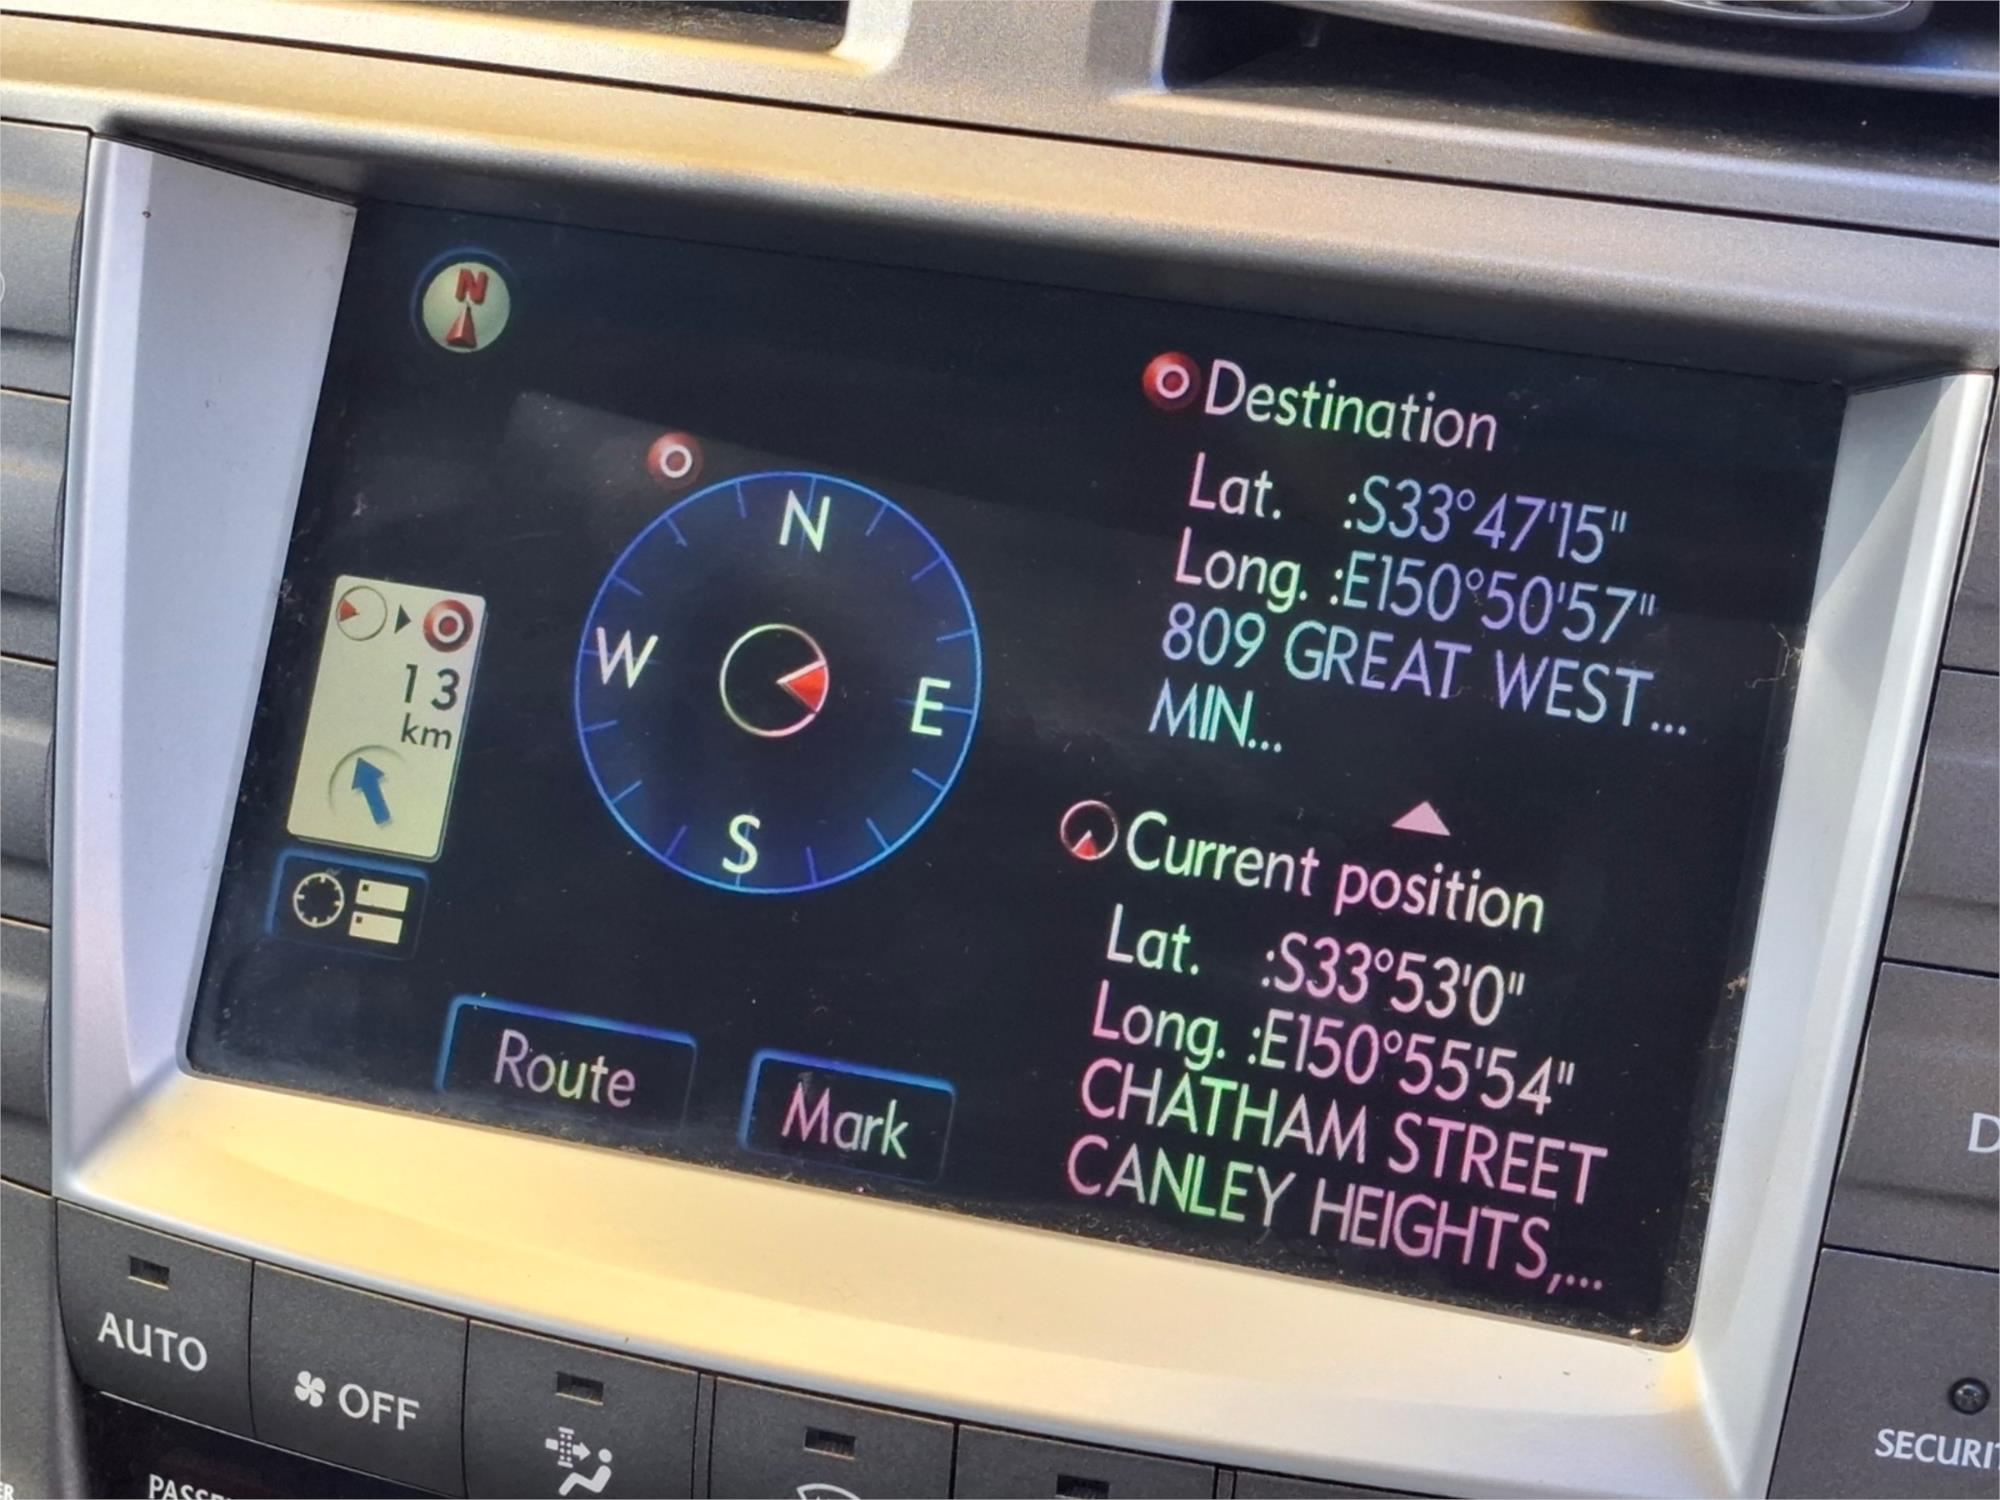 N
Destination
Lat. :S33°47'15"
Long. :E150°50'57"
809 GREAT WEST...
MIN...
N
W
E
S
13
km
Current position
Lat. :S33°53'0"
Long. :E150°55'54"
CHATHAM STREET
CANLEY HEIGHTS,...
Route
Mark
AUTO
OFF